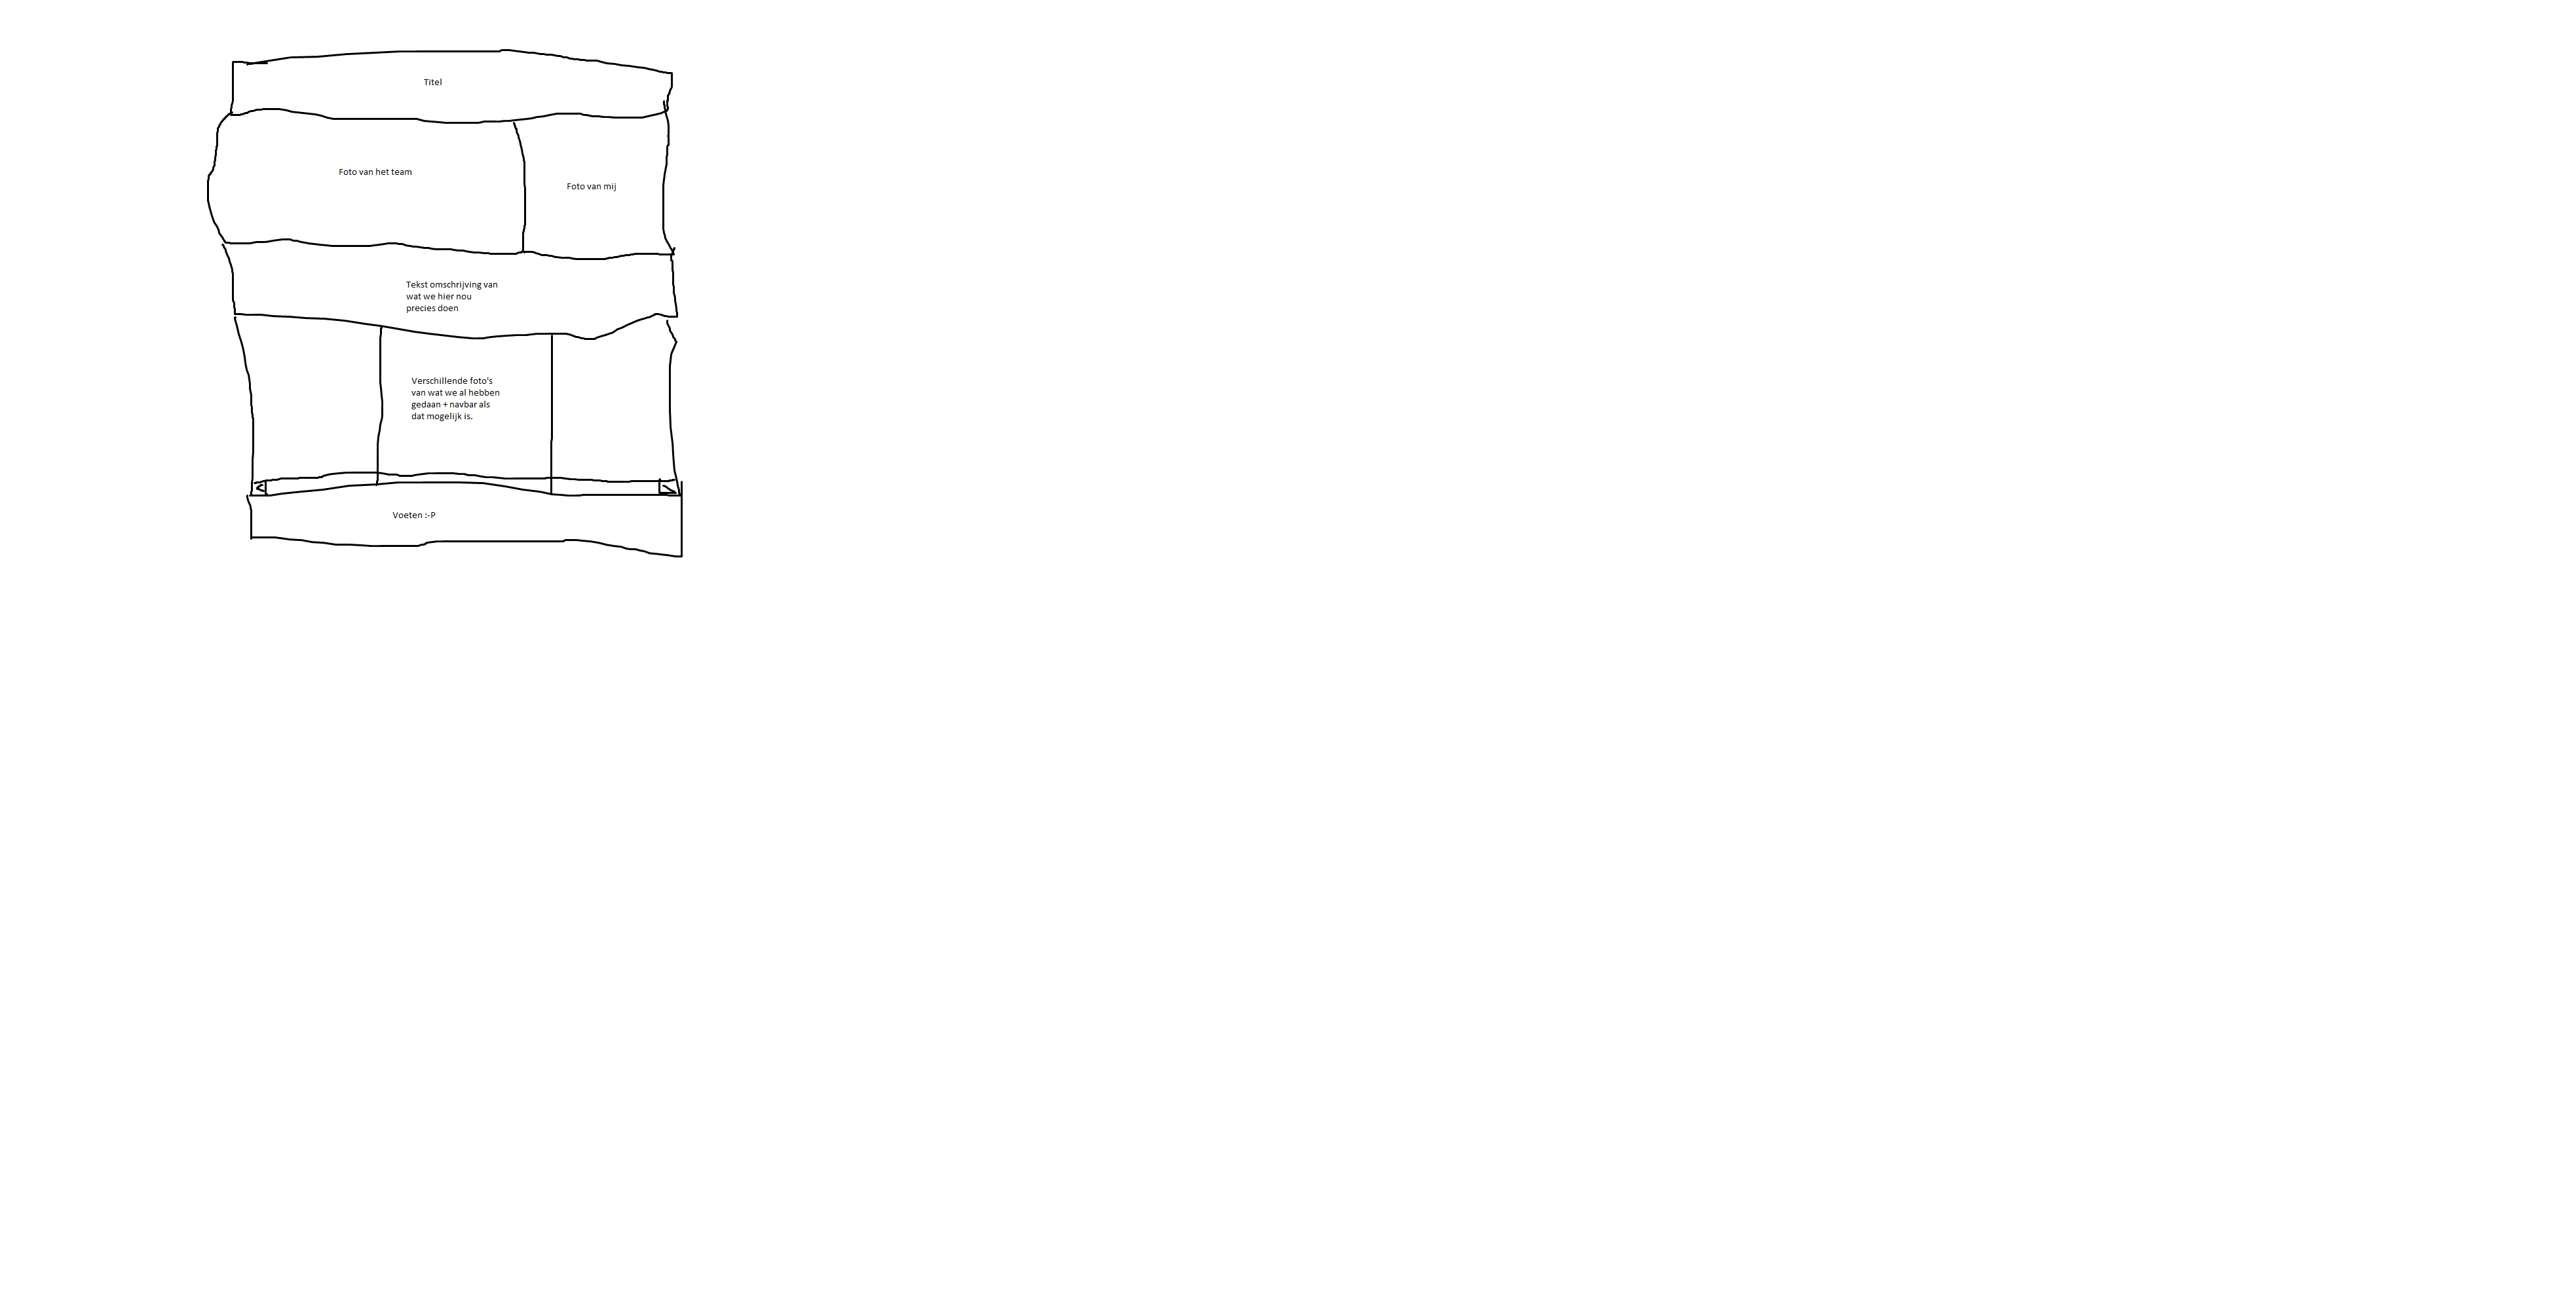 Titel
Foto van het team
Foto van mij
Tekst omschrijving van
wat we hier nou
precies doen
Verschillende foto's
van wat we al hebben
gedaan + navbar als
dat mogelijk is.
Voeten :-P